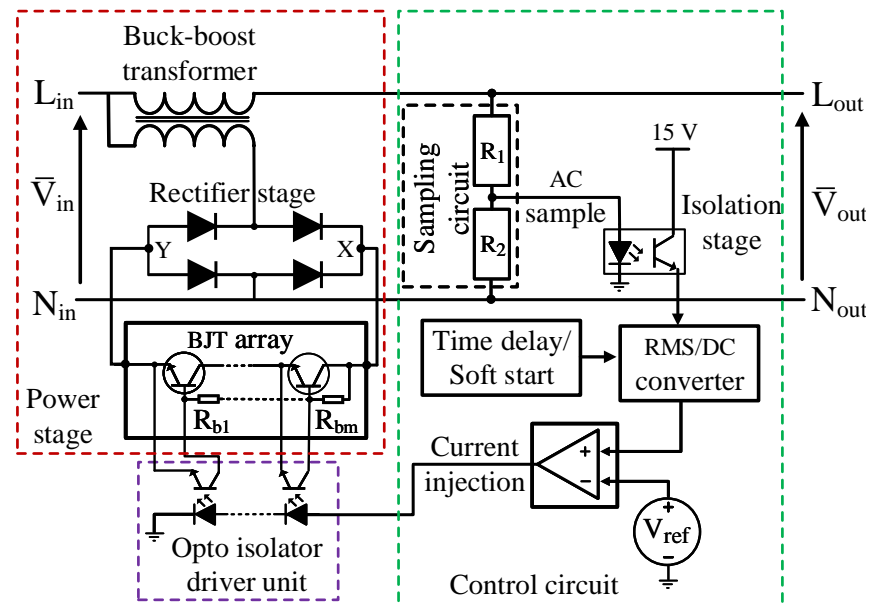 Buck-boost
transformer
L_in
L_out
V̄_in
V̄_out
N_in
N_out
Rectifier stage
Y
X
BJT array
R_b1
R_bm
Power
stage
Opto isolator
driver unit
Sampling
circuit
R_1
R_2
AC
sample
15 V
Isolation
stage
Time delay/
Soft start
RMS/DC
converter
Current
injection
+
−
+
V_ref
−
Control circuit